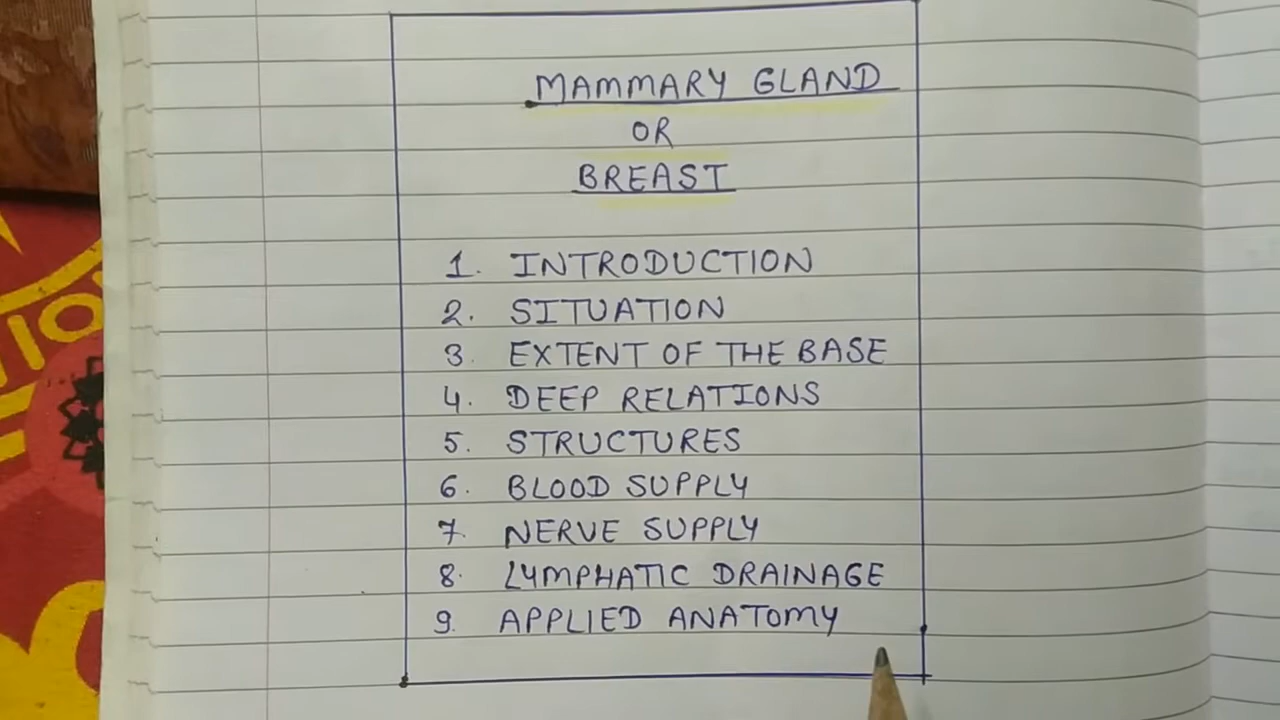 MAMMARY GLAND
OR
BREAST
1. INTRODUCTION
2. SITUATION
3. EXTENT OF THE BASE
4. DEEP RELATIONS
5. STRUCTURES
6. BLOOD SUPPLY
7. NERVE SUPPLY
8. LYMPHATIC DRAINAGE
9. APPLIED ANATOMY